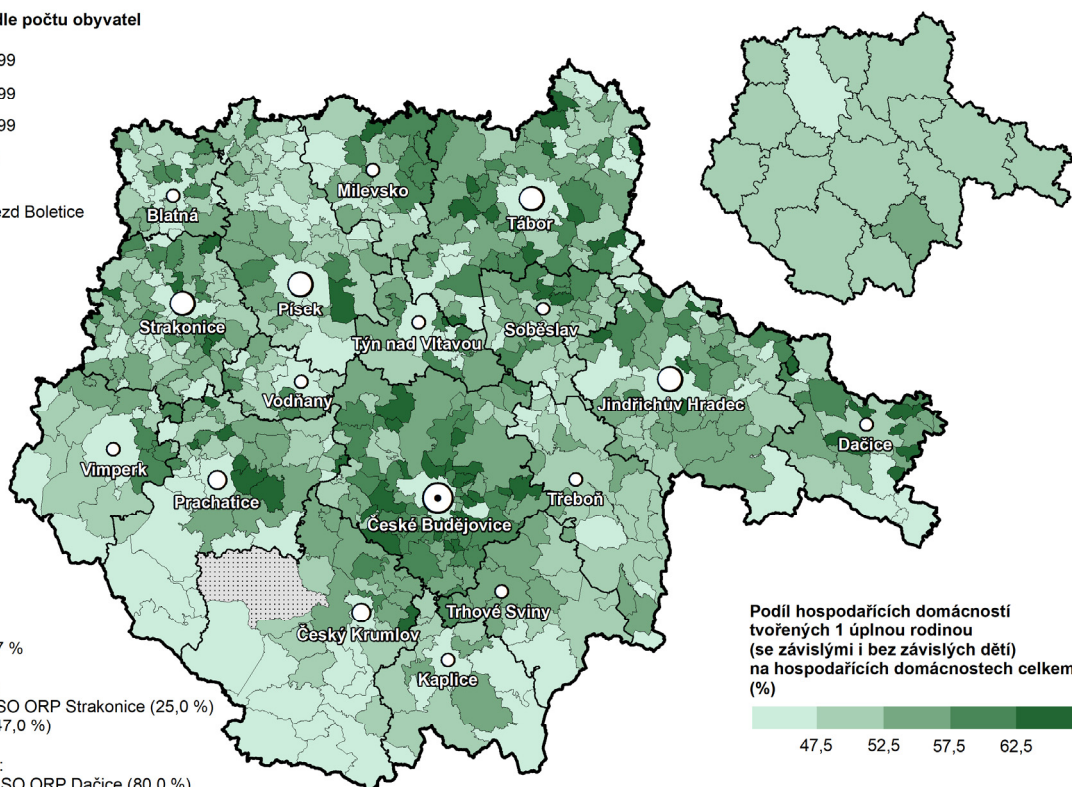 lle počtu obyvatel
99
99
99
ezd Boletice
Blatná
Milevsko
Tábor
Strakonice
Písek
Týn nad Vltavou
Soběslav
Vodňany
Jindřichův Hradec
Dačice
Vimperk
Prachatice
České Budějovice
Třeboň
Trhové Sviny
Český Krumlov
Kaplice
7 %
SO ORP Strakonice (25,0 %)
47,0 %)
:
SO ORP Dačice (80,0 %)
Podíl hospodařících domácností
tvořených 1 úplnou rodinou
(se závislými i bez závislých dětí)
na hospodařících domácnostech celkem
(%)
47,5 52,5 57,5 62,5